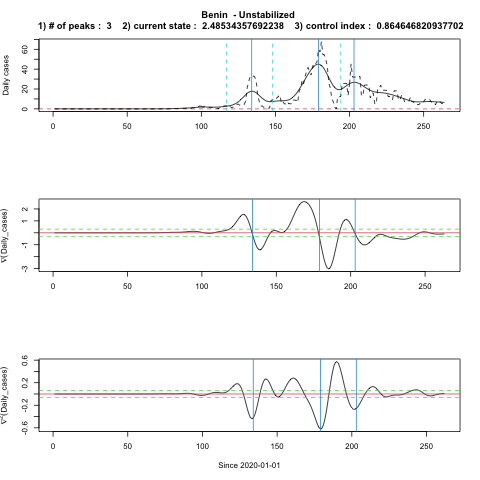 Benin - Unstabilized
1) # of peaks : 3 2) current state : 2.48534357692238 3) control index : 0.864646820937702
Daily cases
60
40
20
0
0 50 100 150 200 250
∇(Daily_cases)
2
1
-1
-3
0 50 100 150 200 250
∇²(Daily_cases)
0.6
0.2
-0.2
-0.6
0 50 100 150 200 250
Since 2020-01-01